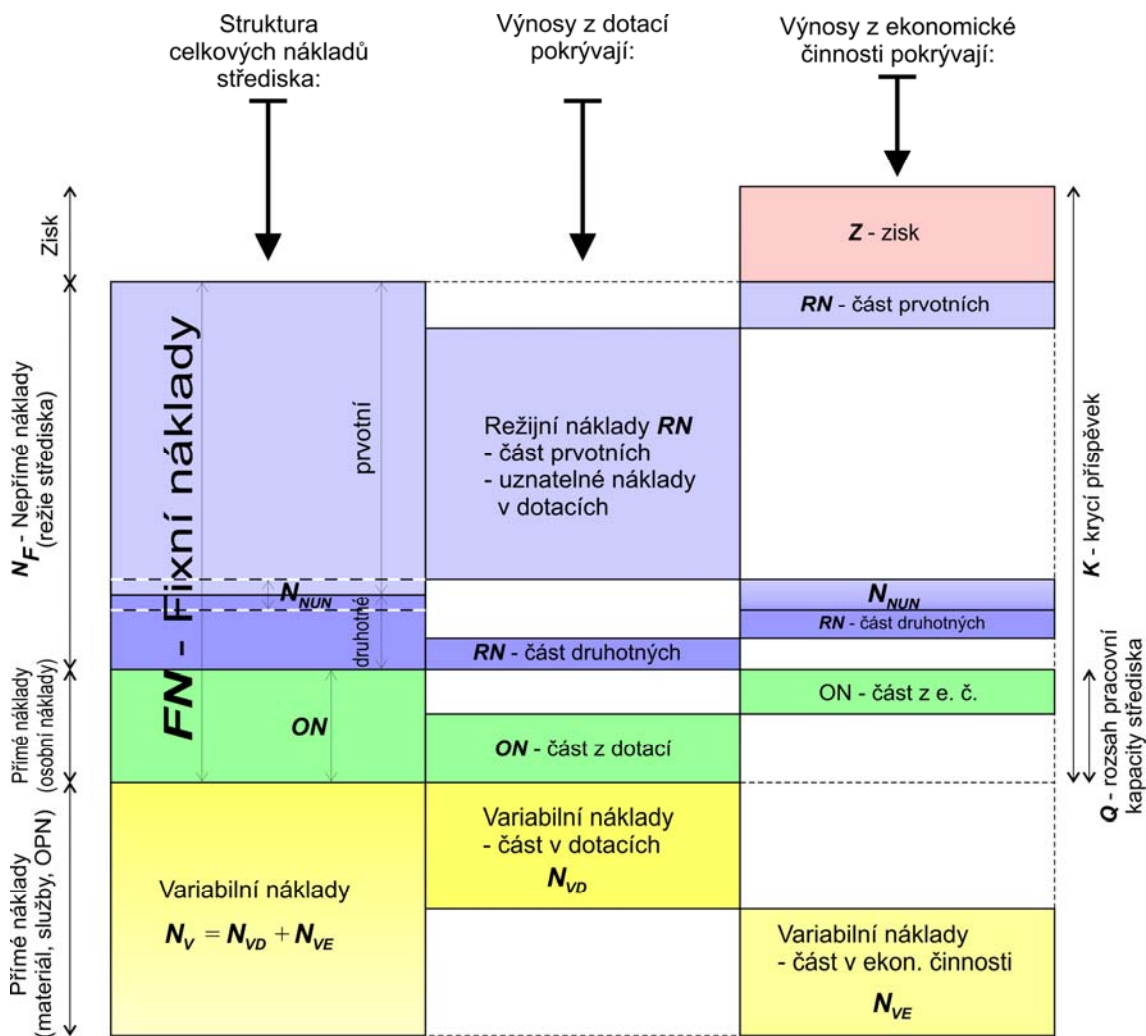 Struktura
celkových nákladů
střediska:
Výnosy z dotací
pokrývají:
Výnosy z ekonomické
činnosti pokrývají:
Zisk
N_F - Nepřímé náklady
(režie střediska)
Přímé náklady
(osobní náklady)
Přímé náklady
(materiál, služby, OPN)
FN - Fixní náklady
prvotní
N_NUN
druhotné
ON
Variabilní náklady
N_V = N_VD + N_VE
Režijní náklady RN
- část prvotních
- uznatelné náklady
v dotacích
RN - část druhotných
ON - část z dotací
Variabilní náklady
- část v dotacích
N_VD
Z - zisk
RN - část prvotních
N_NUN
RN - část druhotných
ON - část z e. č.
Variabilní náklady
- část v ekon. činnosti
N_VE
K - krycí příspěvek
Q - rozsah pracovní
kapacity střediska